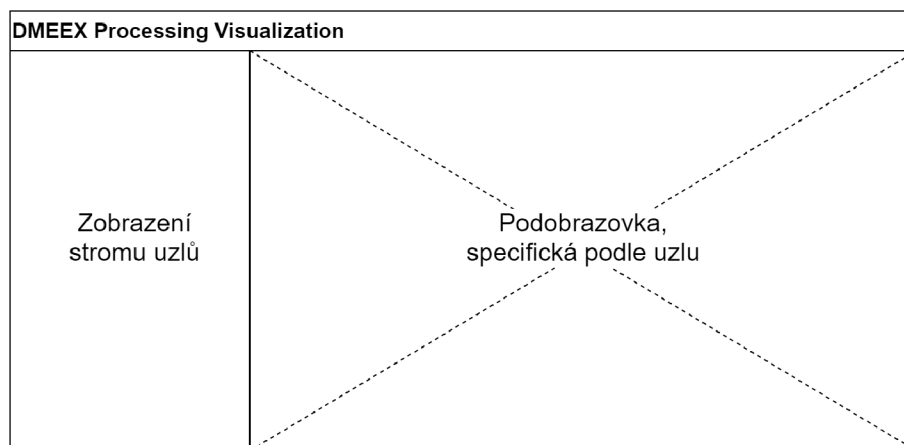 DMEEX Processing Visualization
Zobrazení
stromu uzlů
Podobrazovka,
specifická podle uzlu